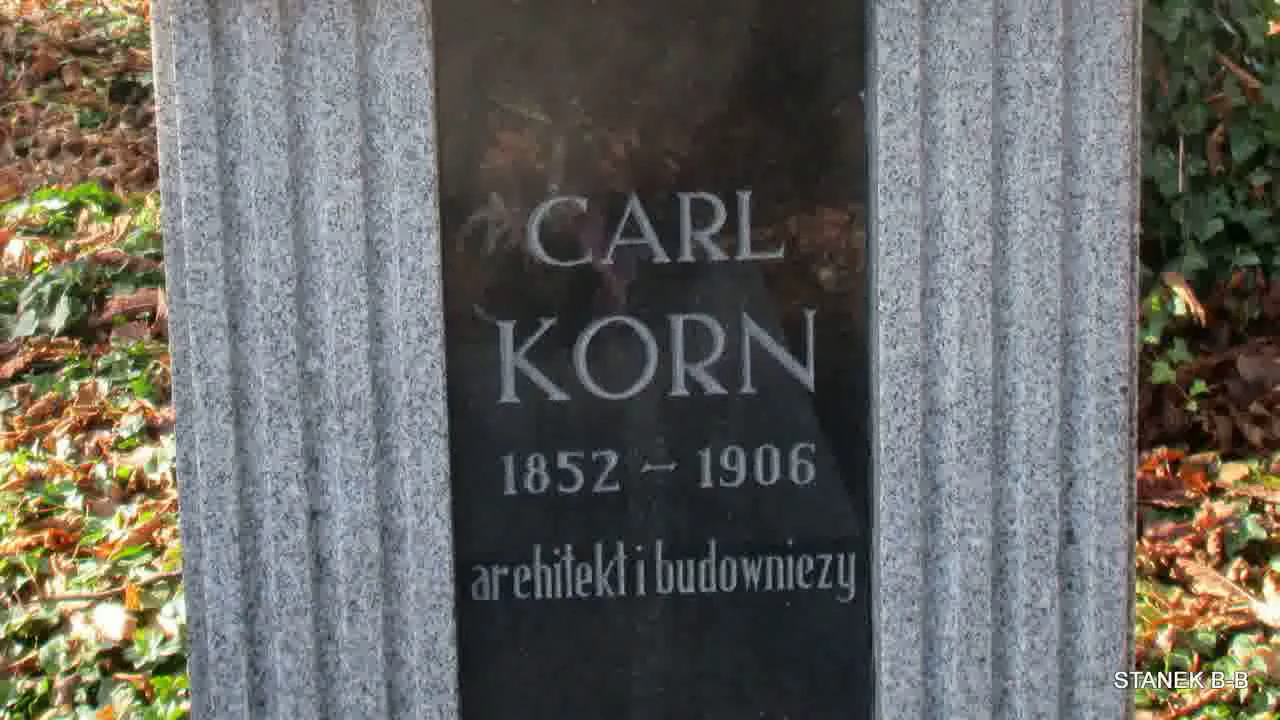 CARL
KORN
1852 – 1906
architekt i budowniczy
STANEK B-B